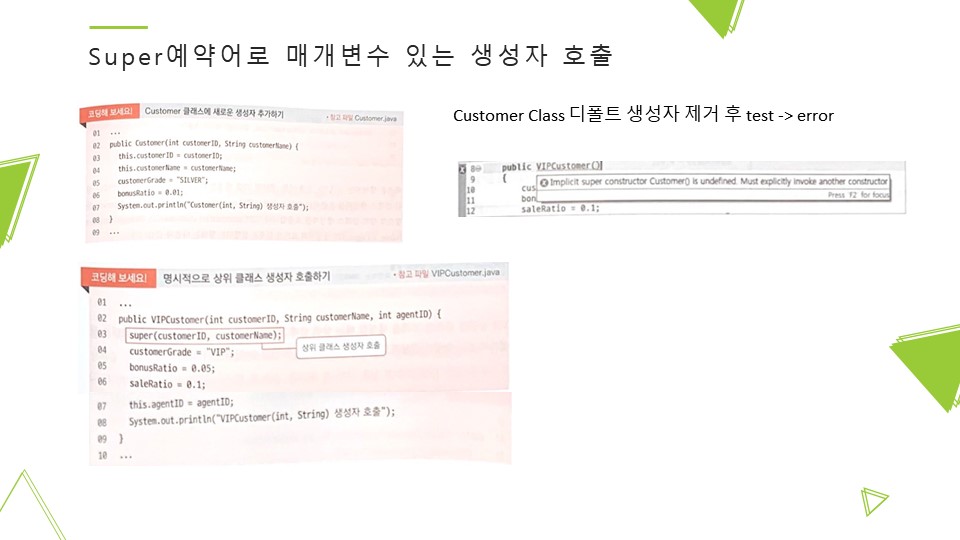 Super예약어로 매개변수 있는 생성자 호출
코딩해 보세요! Customer 클래스에 새로운 생성자 추가하기 • 참고 파일 Customer.java
01 ...
02 public Customer(int customerID, String customerName) {
03 this.customerID = customerID;
04 this.customerName = customerName;
05 customerGrade = "SILVER";
06 bonusRatio = 0.01;
07 System.out.println("Customer(int, String) 생성자 호출");
08 }
09 ...
Customer Class 디폴트 생성자 제거 후 test -> error
8 public VIPCustomer()
9 {
Implicit super constructor Customer() is undefined. Must explicitly invoke another constructor
10 cus
11 bon
Press 'F2' for focus
12 saleRatio = 0.1;
코딩해 보세요! 명시적으로 상위 클래스 생성자 호출하기 • 참고 파일 VIPCustomer.java
01 ...
02 public VIPCustomer(int customerID, String customerName, int agentID) {
03 super(customerID, customerName);
04 customerGrade = "VIP";
상위 클래스 생성자 호출
05 bonusRatio = 0.05;
06 saleRatio = 0.1;
07 this.agentID = agentID;
08 System.out.println("VIPCustomer(int, String) 생성자 호출");
09 }
10 ...